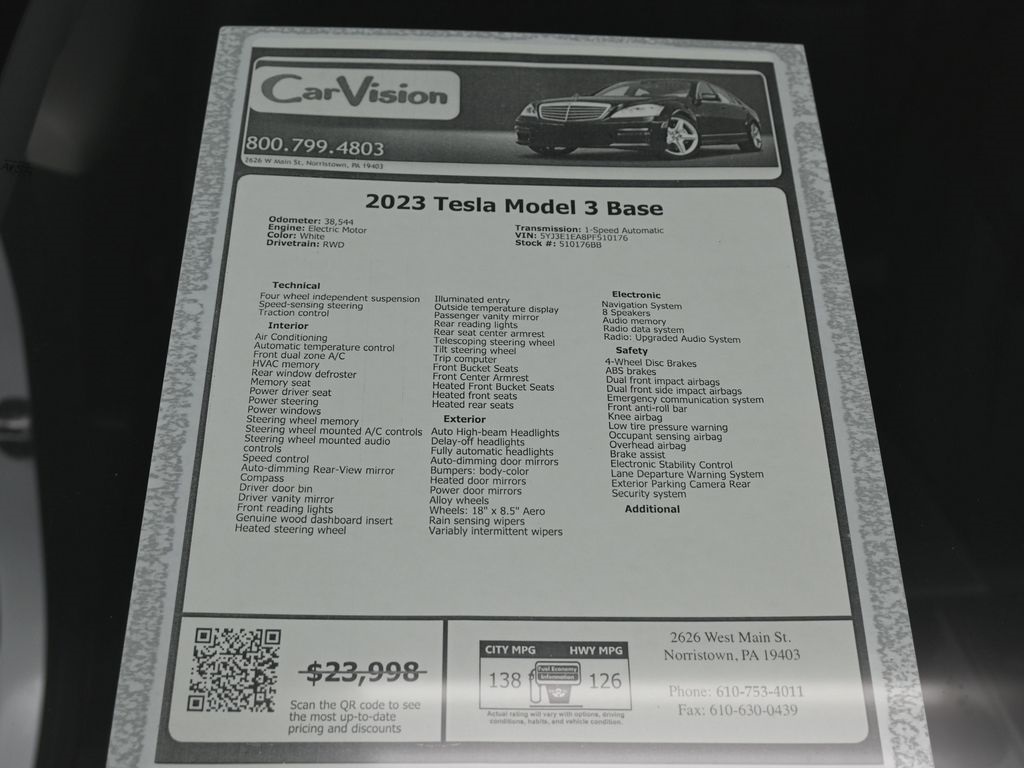 CarVision
800.799.4803
2626 W Main St, Norristown, PA 19403
2023 Tesla Model 3 Base
Odometer: 38,544
Engine: Electric Motor
Color: White
Drivetrain: RWD
Transmission: 1-Speed Automatic
VIN: 5YJ3E1EA8PF510176
Stock #: 510176BB
Technical
Four wheel independent suspension
Speed-sensing steering
Traction control
Interior
Air Conditioning
Automatic temperature control
Front dual zone A/C
HVAC memory
Rear window defroster
Memory seat
Power driver seat
Power steering
Power windows
Steering wheel memory
Steering wheel mounted A/C controls
Steering wheel mounted audio
controls
Speed control
Auto-dimming Rear-View mirror
Compass
Driver door bin
Driver vanity mirror
Front reading lights
Genuine wood dashboard insert
Heated steering wheel
Illuminated entry
Outside temperature display
Passenger vanity mirror
Rear reading lights
Rear seat center armrest
Telescoping steering wheel
Tilt steering wheel
Trip computer
Front Bucket Seats
Front Center Armrest
Heated Front Bucket Seats
Heated front seats
Heated rear seats
Exterior
Auto High-beam Headlights
Delay-off headlights
Fully automatic headlights
Auto-dimming door mirrors
Bumpers: body-color
Heated door mirrors
Power door mirrors
Alloy wheels
Wheels: 18" x 8.5" Aero
Rain sensing wipers
Variably intermittent wipers
Electronic
Navigation System
8 Speakers
Audio memory
Radio data system
Radio: Upgraded Audio System
Safety
4-Wheel Disc Brakes
ABS brakes
Dual front impact airbags
Dual front side impact airbags
Emergency communication system
Front anti-roll bar
Knee airbag
Low tire pressure warning
Occupant sensing airbag
Overhead airbag
Brake assist
Electronic Stability Control
Lane Departure Warning System
Exterior Parking Camera Rear
Security system
Additional
$23,998
Scan the QR code to see
the most up-to-date
pricing and discounts
CITY MPG HWY MPG
138
Fuel Economy
Information
126
Actual rating will vary with options, driving
conditions, habits, and vehicle condition.
2626 West Main St.
Norristown, PA 19403
Phone: 610-753-4011
Fax: 610-630-0439